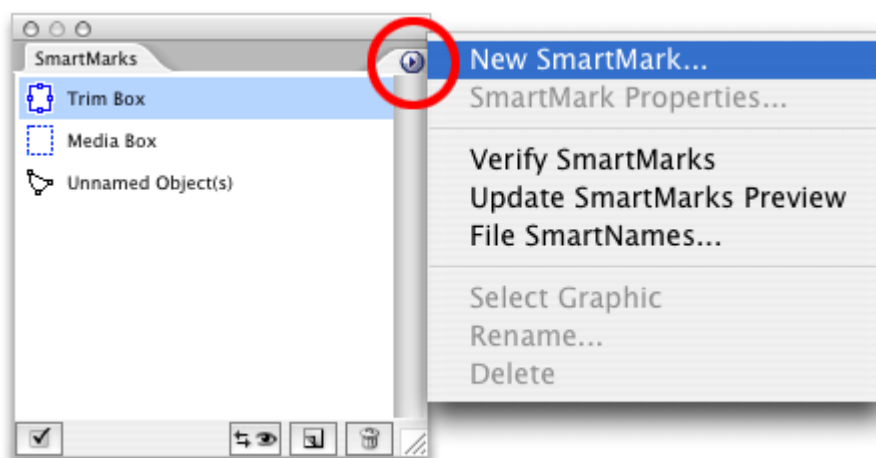 SmartMarks
Trim Box
Media Box
Unnamed Object(s)
New SmartMark...
SmartMark Properties...
Verify SmartMarks
Update SmartMarks Preview
File SmartNames...
Select Graphic
Rename...
Delete